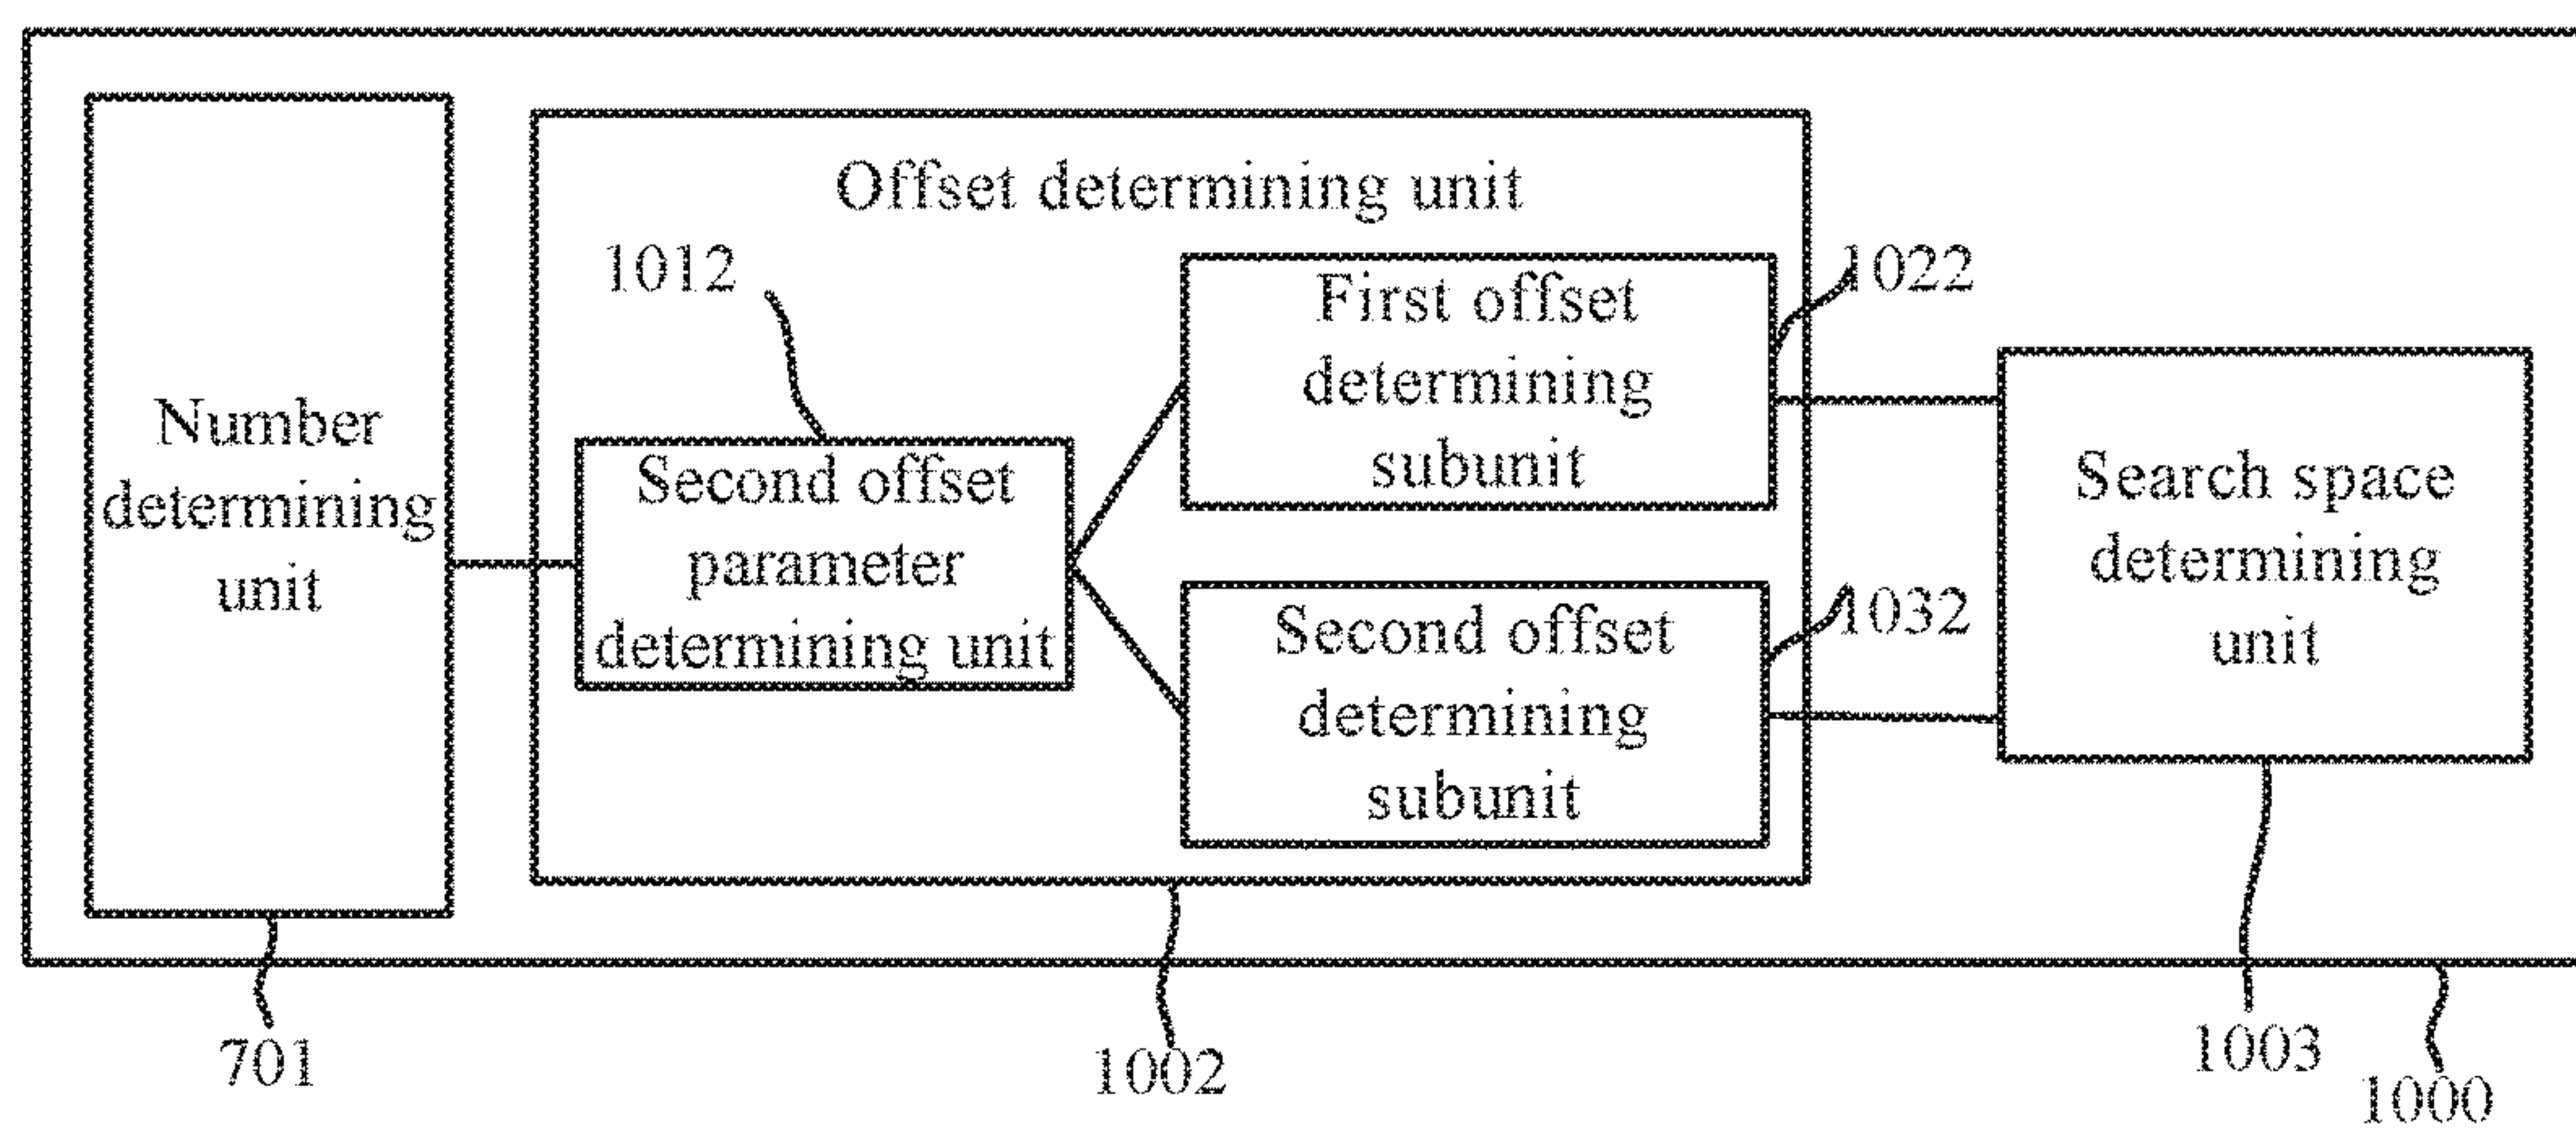 Offset determining unit
1012
1022
First offset
determining
subunit
Number
determining
unit
Second offset
parameter
determining unit
Search space
determining
unit
1032
Second offset
determining
subunit
701
1002
1003
1000